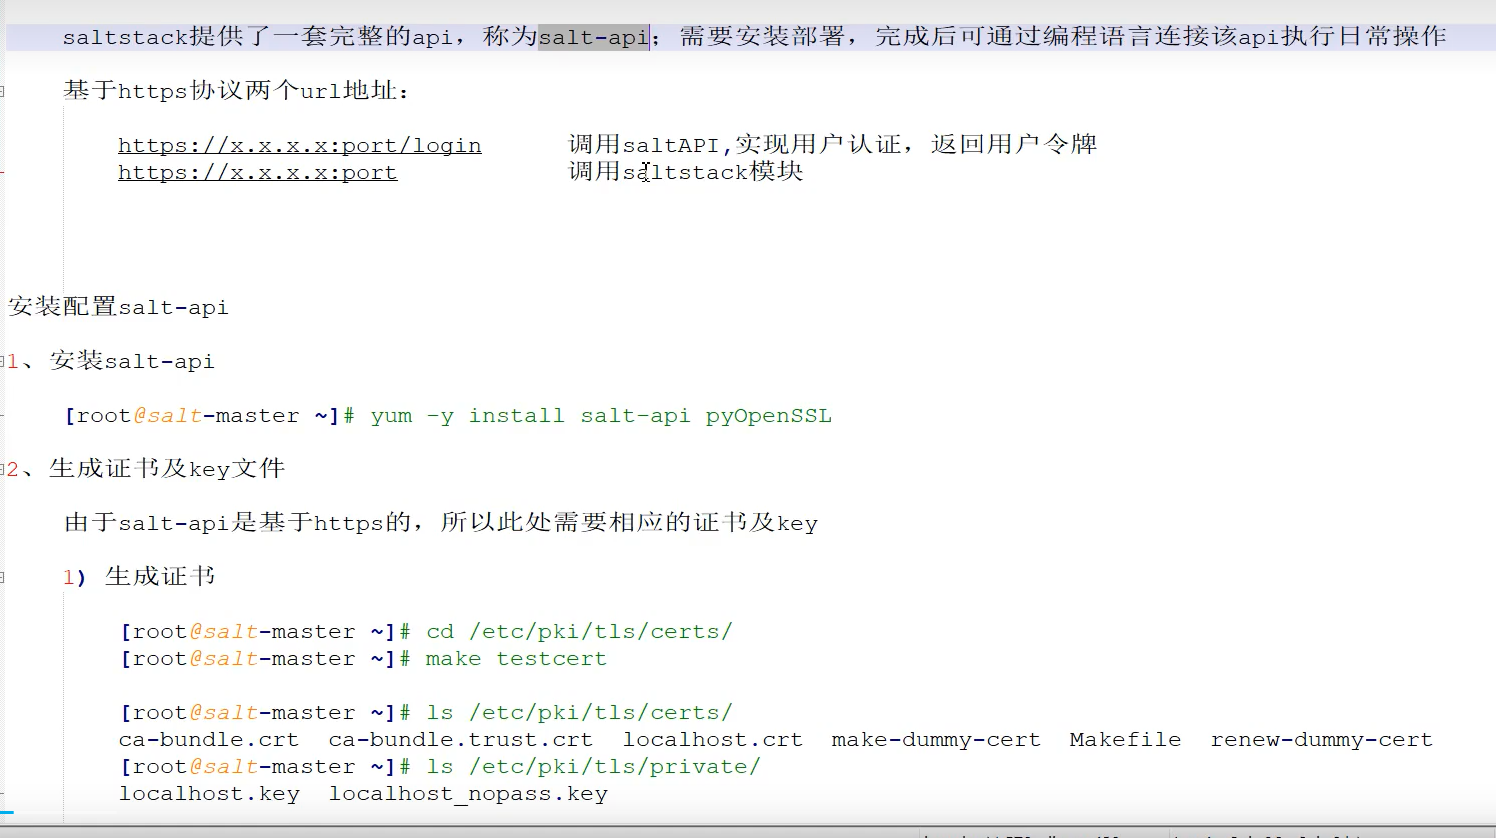 saltstack提供了一套完整的api，称为salt-api；需要安装部署，完成后可通过编程语言连接该api执行日常操作
基于https协议两个url地址：
https://x.x.x.x:port/login 调用saltAPI,实现用户认证，返回用户令牌
https://x.x.x.x:port 调用saltstack模块
安装配置salt-api
1、安装salt-api
[root@salt-master ~]# yum -y install salt-api pyOpenSSL
2、生成证书及key文件
由于salt-api是基于https的，所以此处需要相应的证书及key
1) 生成证书
[root@salt-master ~]# cd /etc/pki/tls/certs/
[root@salt-master ~]# make testcert
[root@salt-master ~]# ls /etc/pki/tls/certs/
ca-bundle.crt ca-bundle.trust.crt localhost.crt make-dummy-cert Makefile renew-dummy-cert
[root@salt-master ~]# ls /etc/pki/tls/private/
localhost.key localhost_nopass.key